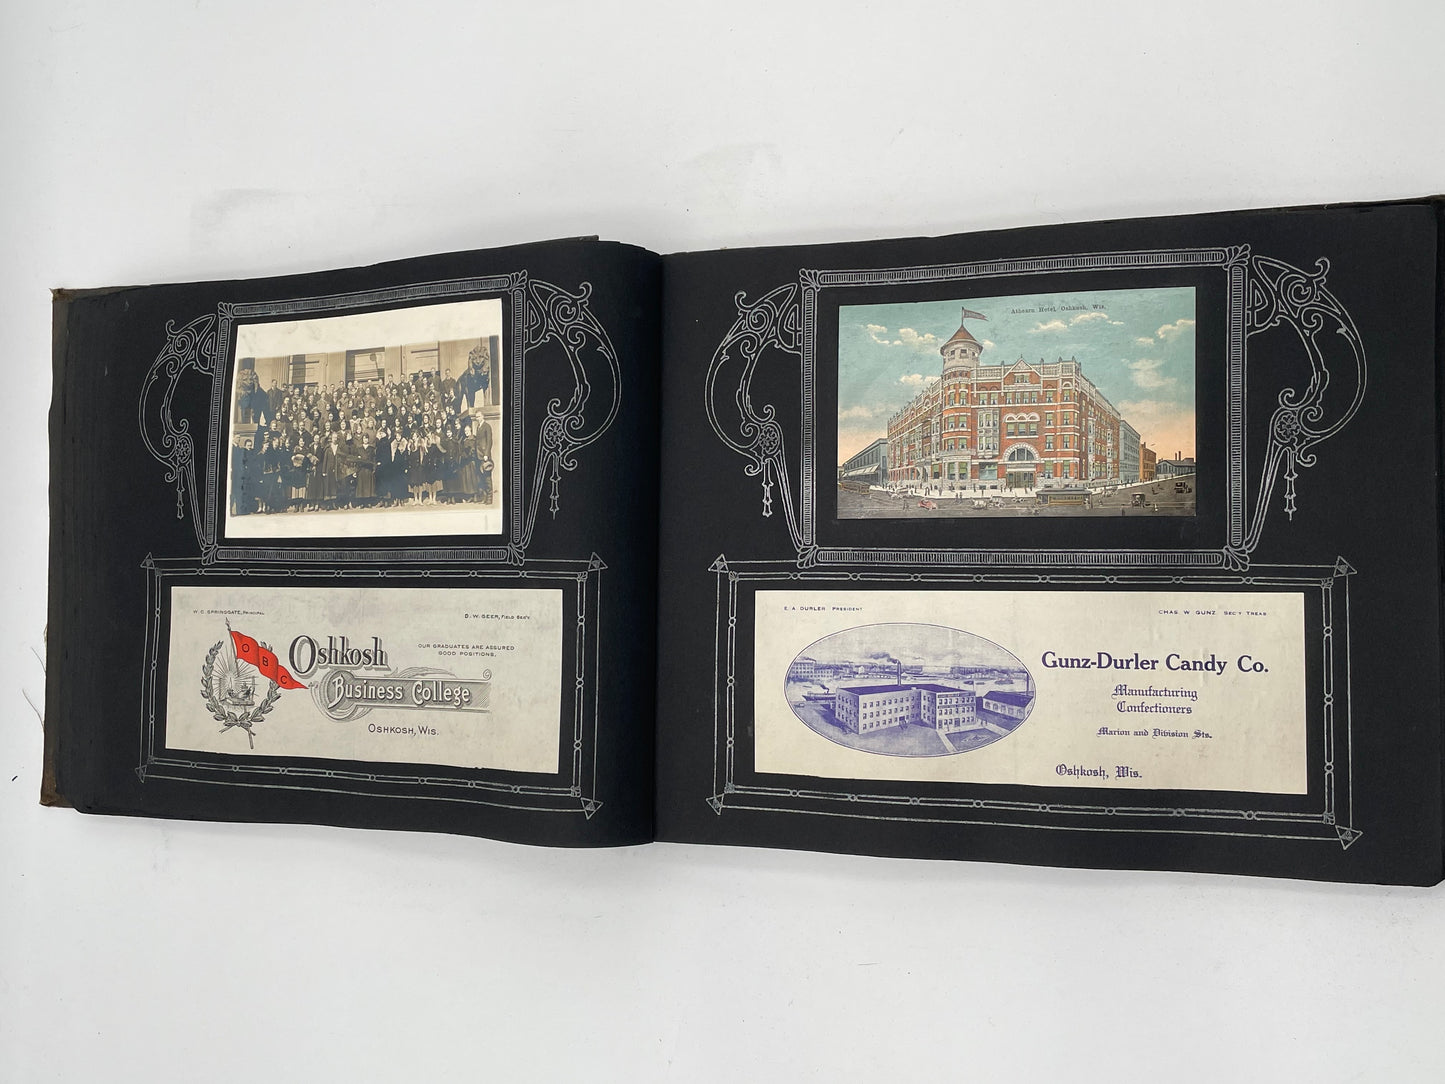 W. C. SPRINGGATE, PRINCIPAL
D. W. GEER, FIELD SEC'Y.
O B C
Oshkosh
Business College
OUR GRADUATES ARE ASSURED
GOOD POSITIONS.
OSHKOSH, WIS.
Athearn Hotel, Oshkosh, Wis.
E. A. DURLER PRESIDENT
CHAS. W. GUNZ. SEC'Y TREAS
Gunz-Durler Candy Co.
Manufacturing
Confectioners
Marion and Division Sts.
Oshkosh, Wis.